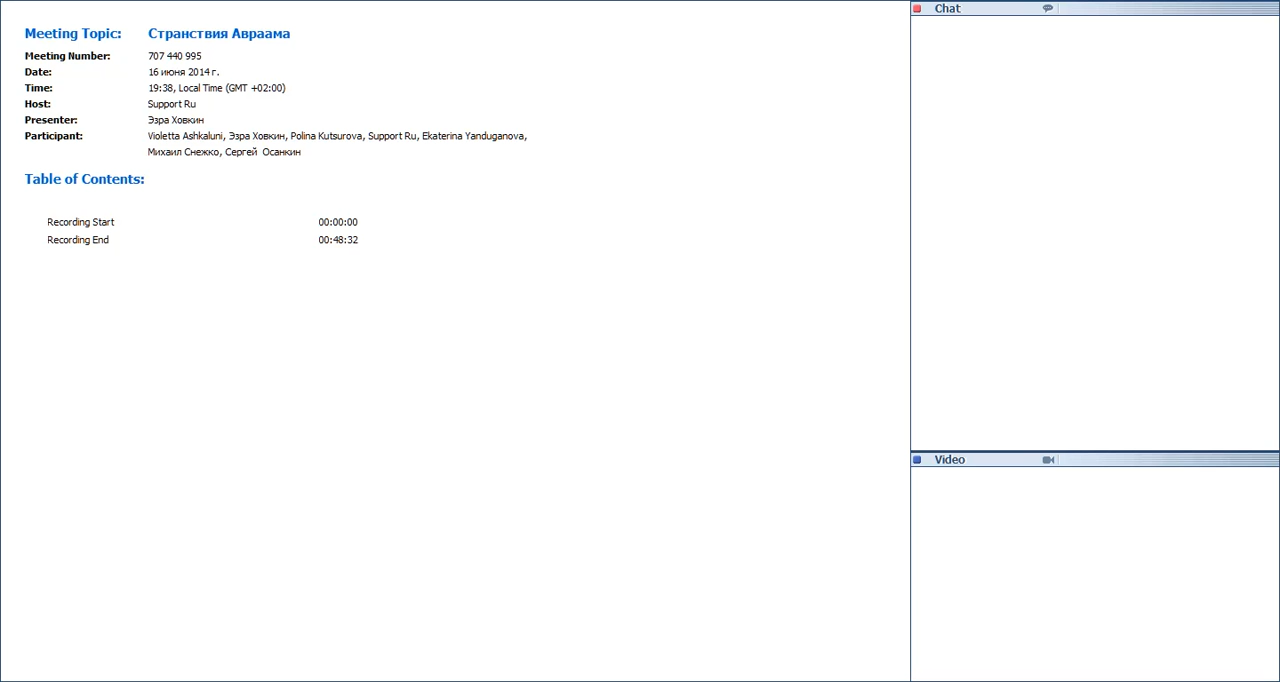 Meeting Topic: Странствия Авраама
Meeting Number: 707 440 995
Date: 16 июня 2014 г.
Time: 19:38, Local Time (GMT +02:00)
Host: Support Ru
Presenter: Эзра Ховкин
Participant: Violetta Ashkaluni, Эзра Ховкин, Polina Kutsurova, Support Ru, Ekaterina Yanduganova,
Михаил Снежко, Сергей Осанкин
Table of Contents:
Recording Start 00:00:00
Recording End 00:48:32
Chat
Video